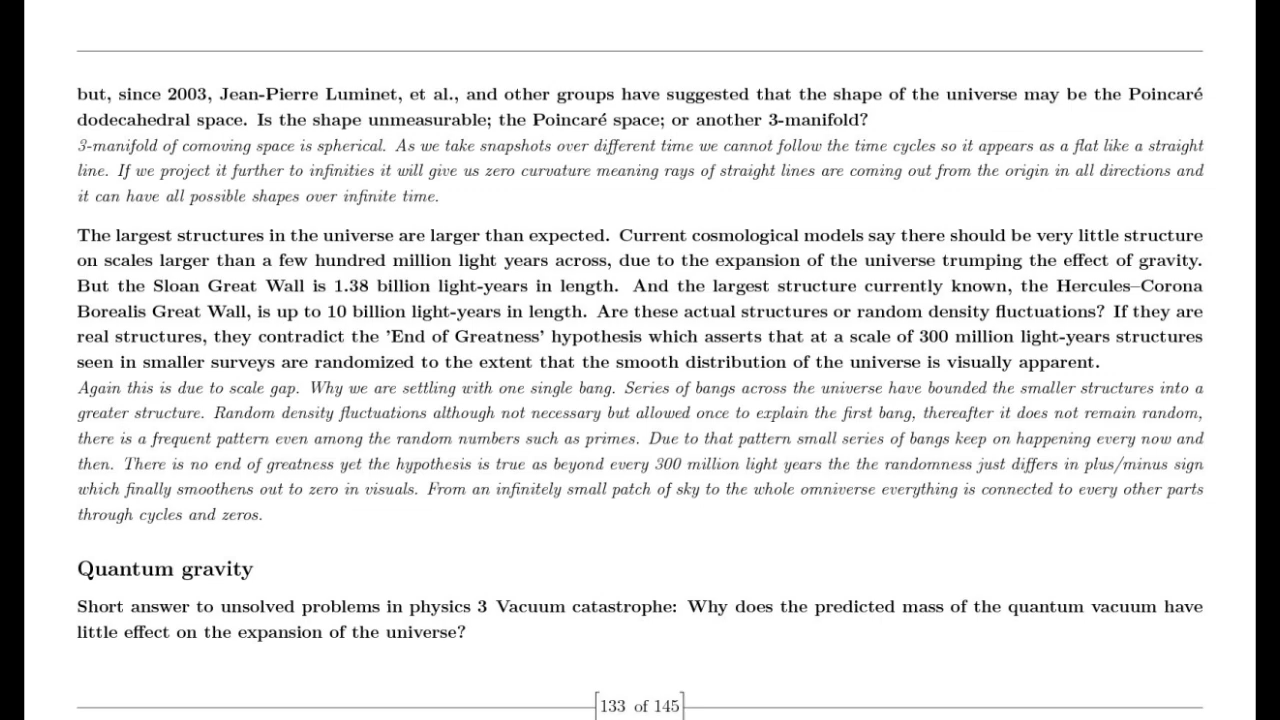 but, since 2003, Jean-Pierre Luminet, et al., and other groups have suggested that the shape of the universe may be the Poincaré
dodecahedral space. Is the shape unmeasurable; the Poincaré space; or another 3-manifold?
3-manifold of comoving space is spherical. As we take snapshots over different time we cannot follow the time cycles so it appears as a flat like a straight
line. If we project it further to infinities it will give us zero curvature meaning rays of straight lines are coming out from the origin in all directions and
it can have all possible shapes over infinite time.
The largest structures in the universe are larger than expected. Current cosmological models say there should be very little structure
on scales larger than a few hundred million light years across, due to the expansion of the universe trumping the effect of gravity.
But the Sloan Great Wall is 1.38 billion light-years in length. And the largest structure currently known, the Hercules–Corona
Borealis Great Wall, is up to 10 billion light-years in length. Are these actual structures or random density fluctuations? If they are
real structures, they contradict the 'End of Greatness' hypothesis which asserts that at a scale of 300 million light-years structures
seen in smaller surveys are randomized to the extent that the smooth distribution of the universe is visually apparent.
Again this is due to scale gap. Why we are settling with one single bang. Series of bangs across the universe have bounded the smaller structures into a
greater structure. Random density fluctuations although not necessary but allowed once to explain the first bang, thereafter it does not remain random,
there is a frequent pattern even among the random numbers such as primes. Due to that pattern small series of bangs keep on happening every now and
then. There is no end of greatness yet the hypothesis is true as beyond every 300 million light years the the randomness just differs in plus/minus sign
which finally smoothens out to zero in visuals. From an infinitely small patch of sky to the whole omniverse everything is connected to every other parts
through cycles and zeros.
Quantum gravity
Short answer to unsolved problems in physics 3 Vacuum catastrophe: Why does the predicted mass of the quantum vacuum have
little effect on the expansion of the universe?
133 of 145